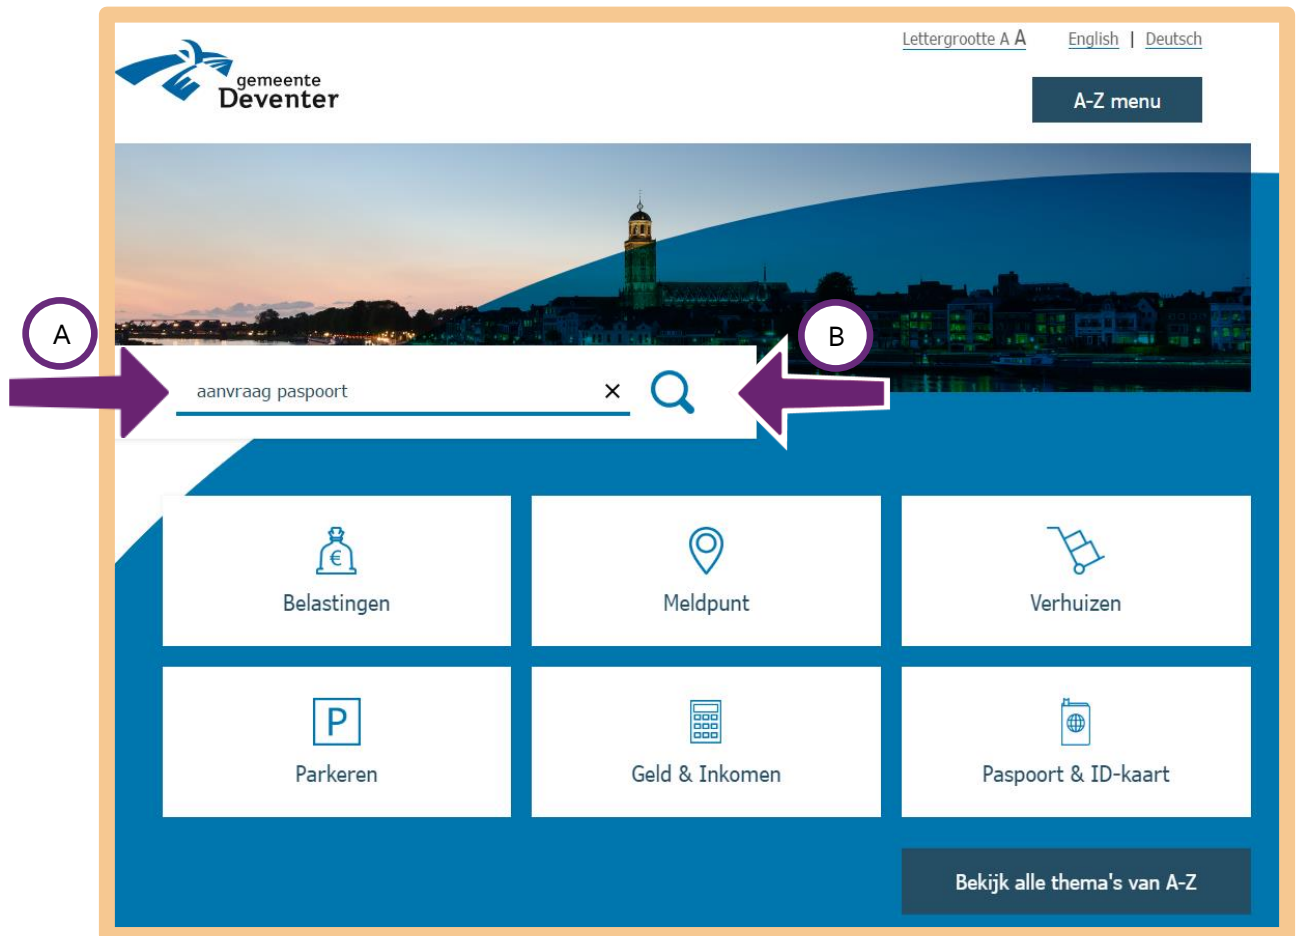 gemeente
Deventer
Lettergrootte A A
English | Deutsch
A-Z menu
A
B
aanvraag paspoort
Belastingen
Meldpunt
Verhuizen
P
Parkeren
Geld & Inkomen
Paspoort & ID-kaart
Bekijk alle thema's van A-Z